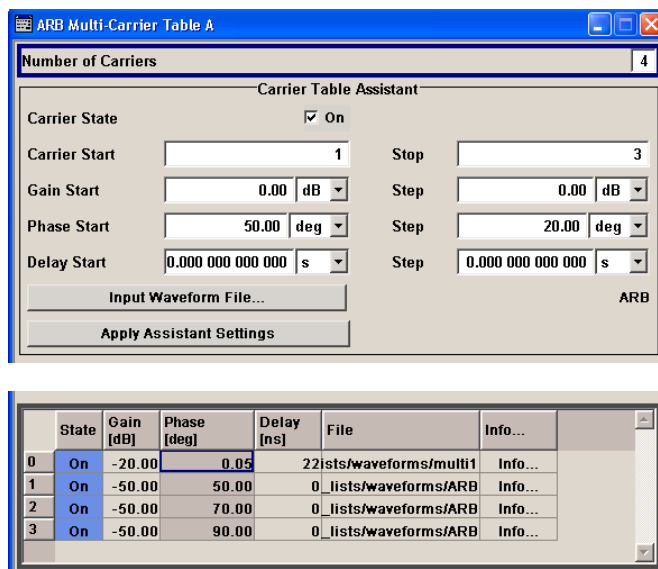 ARB Multi-Carrier Table A
Number of Carriers 4
Carrier Table Assistant
Carrier State On
Carrier Start 1 Stop 3
Gain Start 0.00 dB Step 0.00 dB
Phase Start 50.00 deg Step 20.00 deg
Delay Start 0.000 000 000 000 s Step 0.000 000 000 000 s
Input Waveform File... ARB
Apply Assistant Settings
State Gain [dB] Phase [deg] Delay [ns] File Info...
0 On -20.00 0.05 22 ists/waveforms/multi1 Info...
1 On -50.00 50.00 0 _lists/waveforms/ARB Info...
2 On -50.00 70.00 0 _lists/waveforms/ARB Info...
3 On -50.00 90.00 0 _lists/waveforms/ARB Info...